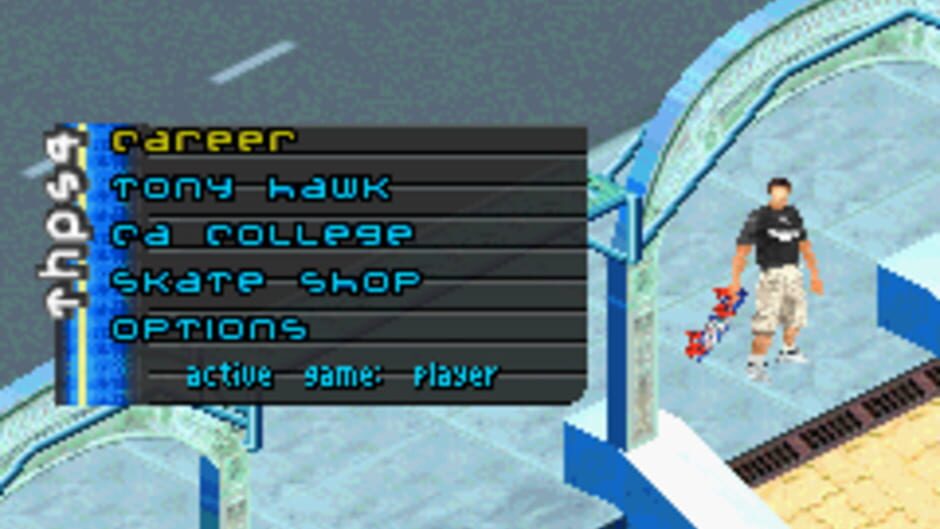 thps4
career
Tony hawk
ca college
skate shop
options
active game: player